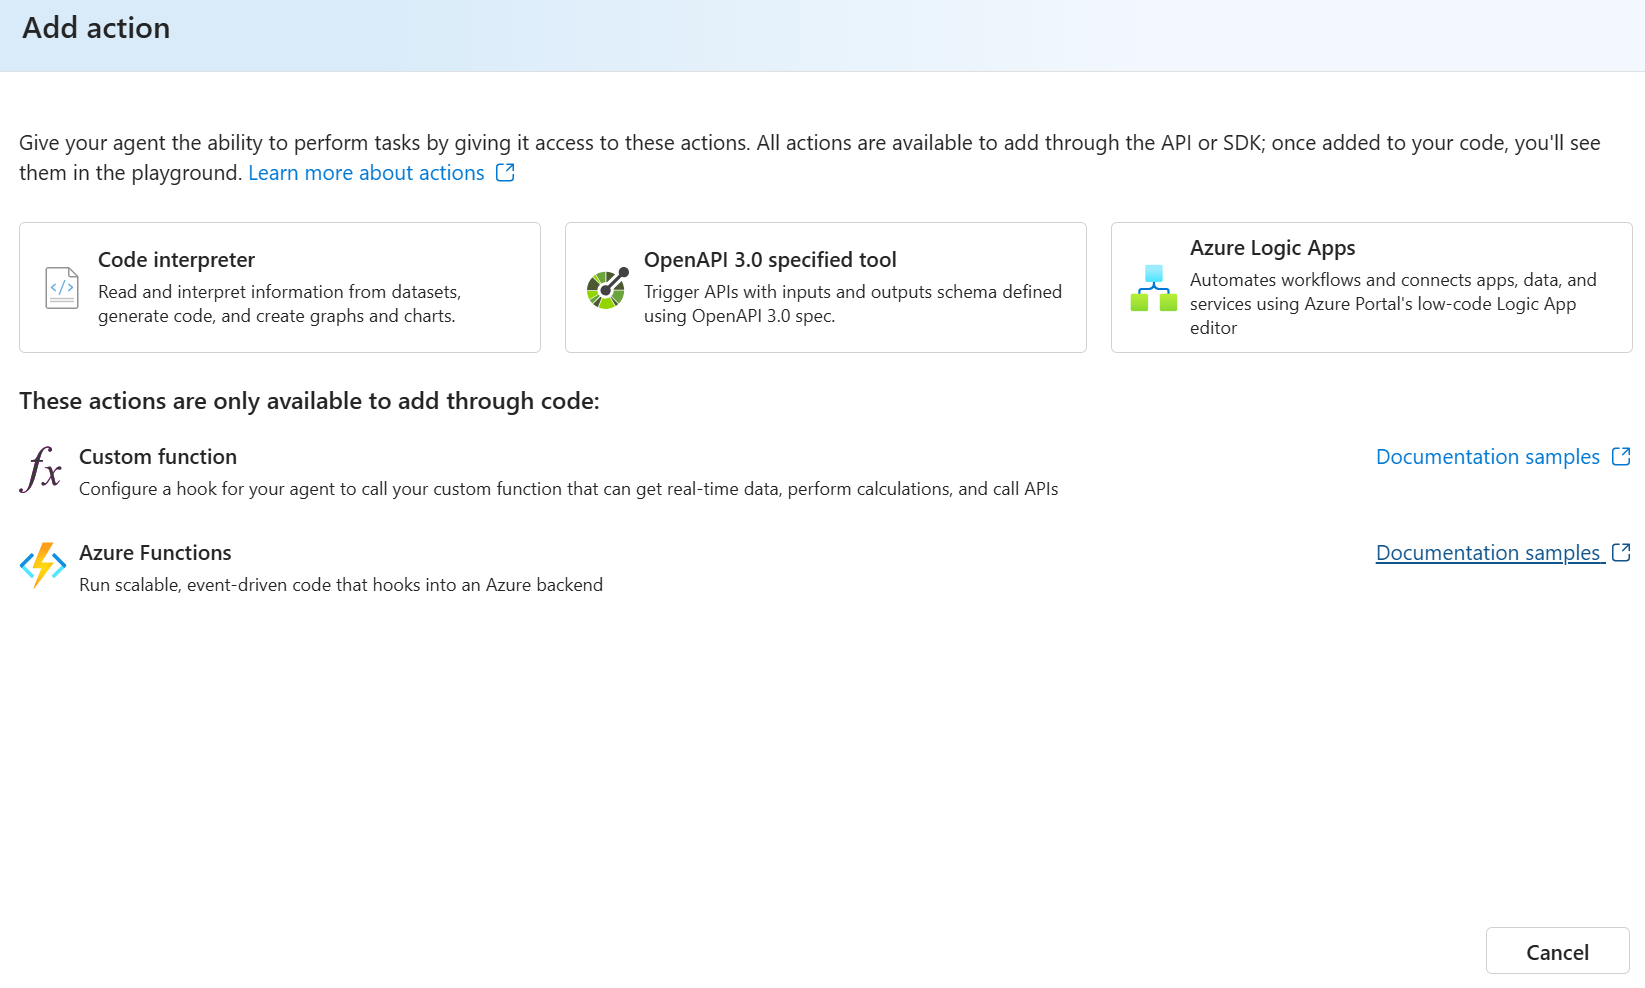 Add action
Give your agent the ability to perform tasks by giving it access to these actions. All actions are available to add through the API or SDK; once added to your code, you'll see
them in the playground. Learn more about actions
Code interpreter
Read and interpret information from datasets,
generate code, and create graphs and charts.
OpenAPI 3.0 specified tool
Trigger APIs with inputs and outputs schema defined
using OpenAPI 3.0 spec.
Azure Logic Apps
Automates workflows and connects apps, data, and
services using Azure Portal's low-code Logic App
editor
These actions are only available to add through code:
Custom function
Documentation samples
Configure a hook for your agent to call your custom function that can get real-time data, perform calculations, and call APIs
Azure Functions
Documentation samples
Run scalable, event-driven code that hooks into an Azure backend
Cancel